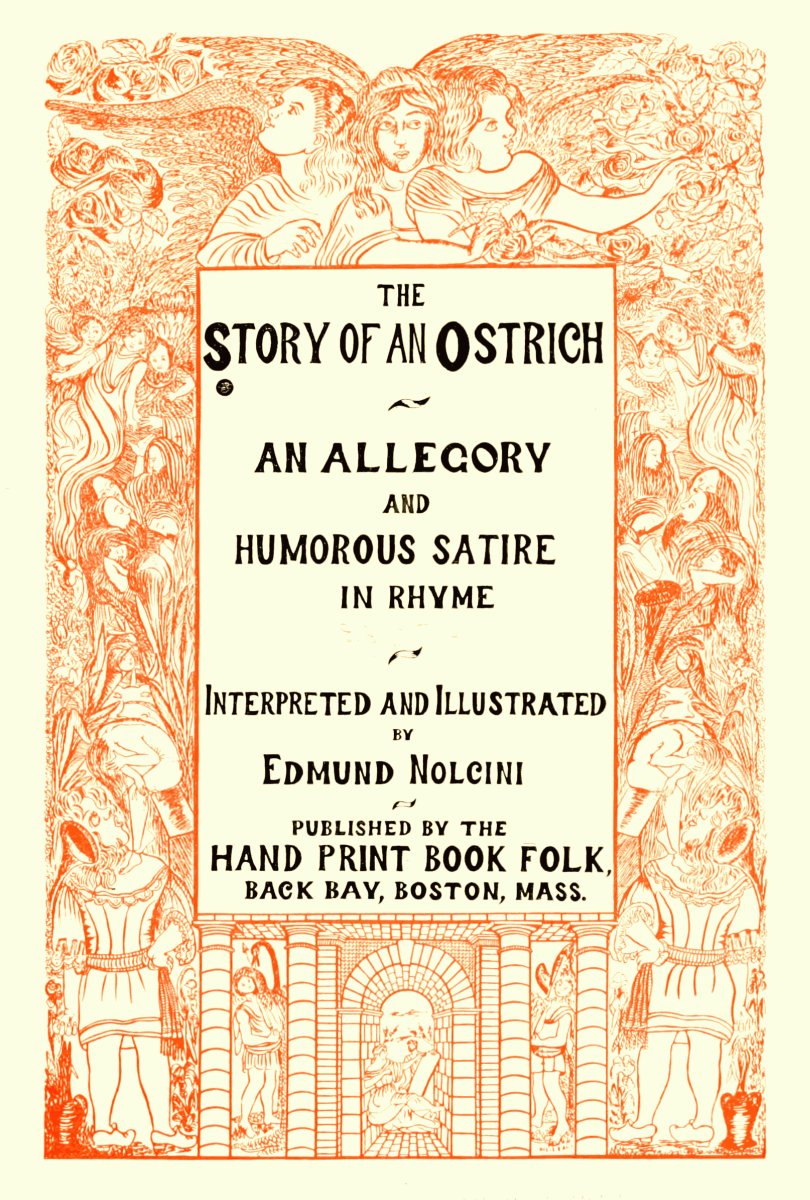 THE
STORY OF AN OSTRICH
AN ALLEGORY
AND
HUMOROUS SATIRE
IN RHYME
INTERPRETED AND ILLUSTRATED
BY
EDMUND NOLCINI
PUBLISHED BY THE
HAND PRINT BOOK FOLK,
BACK BAY, BOSTON, MASS.